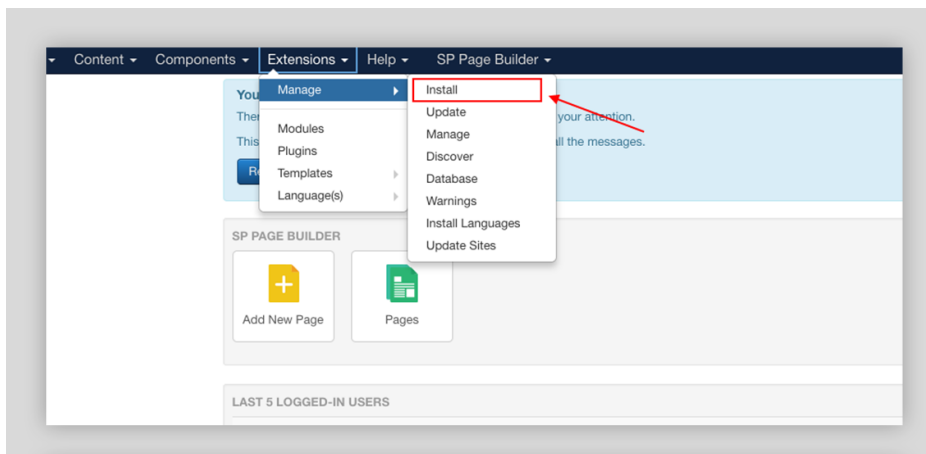 Content Components Extensions Help SP Page Builder
Manage
Modules
Plugins
Templates
Language(s)
Install
Update
Manage
Discover
Database
Warnings
Install Languages
Update Sites
You
your attention.
This
all the messages.
SP PAGE BUILDER
Add New Page
Pages
LAST 5 LOGGED-IN USERS